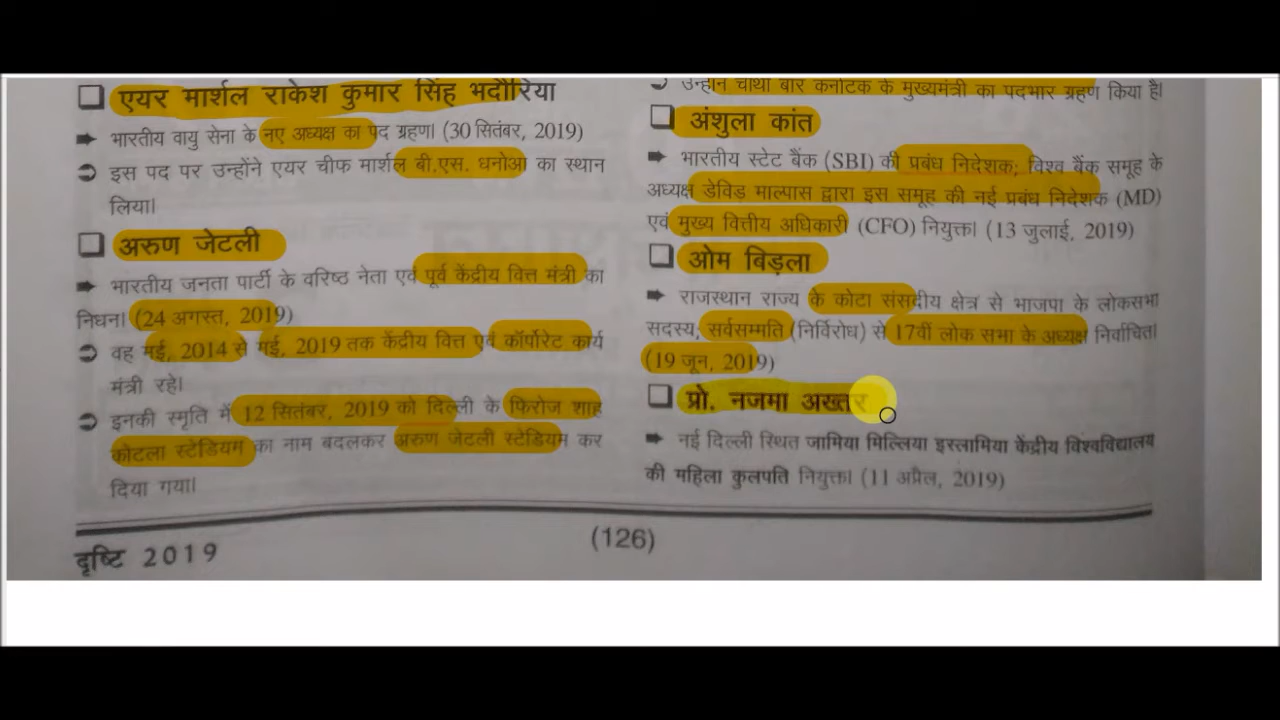 एयर मार्शल राकेश कुमार सिंह भदौरिया
भारतीय वायु सेना के नए अध्यक्ष का पद ग्रहण। (30 सितंबर, 2019)
इस पद पर उन्होंने एयर चीफ मार्शल बी.एस. धनोआ का स्थान
लिया।
अरुण जेटली
भारतीय जनता पार्टी के वरिष्ठ नेता एवं पूर्व केंद्रीय वित्त मंत्री का
निधन। (24 अगस्त, 2019)
वह मई, 2014 से मई, 2019 तक केंद्रीय वित्त एवं कॉर्पोरेट कार्य
मंत्री रहे।
इनकी स्मृति में 12 सितंबर, 2019 को दिल्ली के फिरोज शाह
कोटला स्टेडियम का नाम बदलकर अरुण जेटली स्टेडियम कर
दिया गया।
उन्होंने चौथी बार कर्नाटक के मुख्यमंत्री का पदभार ग्रहण किया है।
अंशुला कांत
भारतीय स्टेट बैंक (SBI) की प्रबंध निदेशक; विश्व बैंक समूह के
अध्यक्ष डेविड माल्पास द्वारा इस समूह की नई प्रबंध निदेशक (MD)
एवं मुख्य वित्तीय अधिकारी (CFO) नियुक्त। (13 जुलाई, 2019)
ओम बिड़ला
राजस्थान राज्य के कोटा संसदीय क्षेत्र से भाजपा के लोकसभा
सदस्य, सर्वसम्मति (निर्विरोध) से 17वीं लोक सभा के अध्यक्ष निर्वाचित।
(19 जून, 2019)
प्रो. नजमा अख्तर
नई दिल्ली स्थित जामिया मिल्लिया इस्लामिया केंद्रीय विश्वविद्यालय
की महिला कुलपति नियुक्त। (11 अप्रैल, 2019)
(126)
दृष्टि 2019